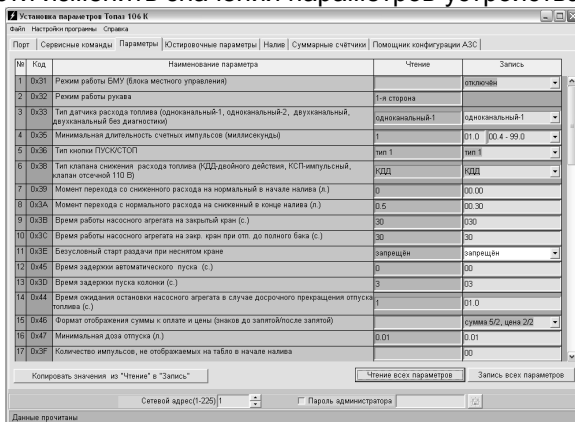 изменить значения параметров устройств
Установка параметров Топаз 106 К
Файл Настройки программы Справка
Порт Сервисные команды Параметры Юстировочные параметры Налив Суммарные счётчики Помощник конфигурации АЗС
№ Код Наименование параметра Чтение Запись
1 0x31 Режим работы БМУ (блока местного управления) отключён
2 0x32 Режим работы рукава 1-я сторона
3 0x33 Тип датчика расхода топлива (одноканальный-1, одноканальный-2, двухканальный, двухканальный без диагностики) одноканальный-1 одноканальный-1
4 0x35 Минимальная длительность счетных импульсов (миллисекунды) 1 01.0 00.4 - 99.0
5 0x36 Тип кнопки ПУСК/СТОП тип 1 тип 1
6 0x38 Тип клапана снижения расхода топлива (КДД-двойного действия, КСП-импульсный, клапан отсечной 110 В) КДД КДД
7 0x39 Момент перехода со сниженного расхода на нормальный в начале налива (л.) 0 00.00
8 0x3A Момент перехода с нормального расхода на сниженный в конце налива (л.) 0.5 00.30
9 0x3B Время работы насосного агрегата на закрытый кран (с.) 30 030
10 0x3C Время работы насосного агрегата на закр. кран при отп. до полного бака (с.) 30 30
11 0x3E Безусловный старт раздачи при неснятом кране запрещён запрещён
12 0x45 Время задержки автоматического пуска (с.) 0 00
13 0x3D Время задержки пуска колонки (с.) 3 03
14 0x44 Время ожидания остановки насосного агрегата в случае досрочного прекращения отпуска топлива (с.) 1 01.0
15 0x46 Формат отображения суммы к оплате и цены (знаков до запятой/после запятой) сумма 5/2, цена 2/2
16 0x47 Минимальная доза отпуска (л.) 0.01 0.01
17 0x3F Количество импульсов, не отображаемых на табло в начале налива 00
Копировать значения из "Чтение" в "Запись" Чтение всех параметров Запись всех параметров
Сетевой адрес(1-225) 1 Пароль администратора
Данные прочитаны